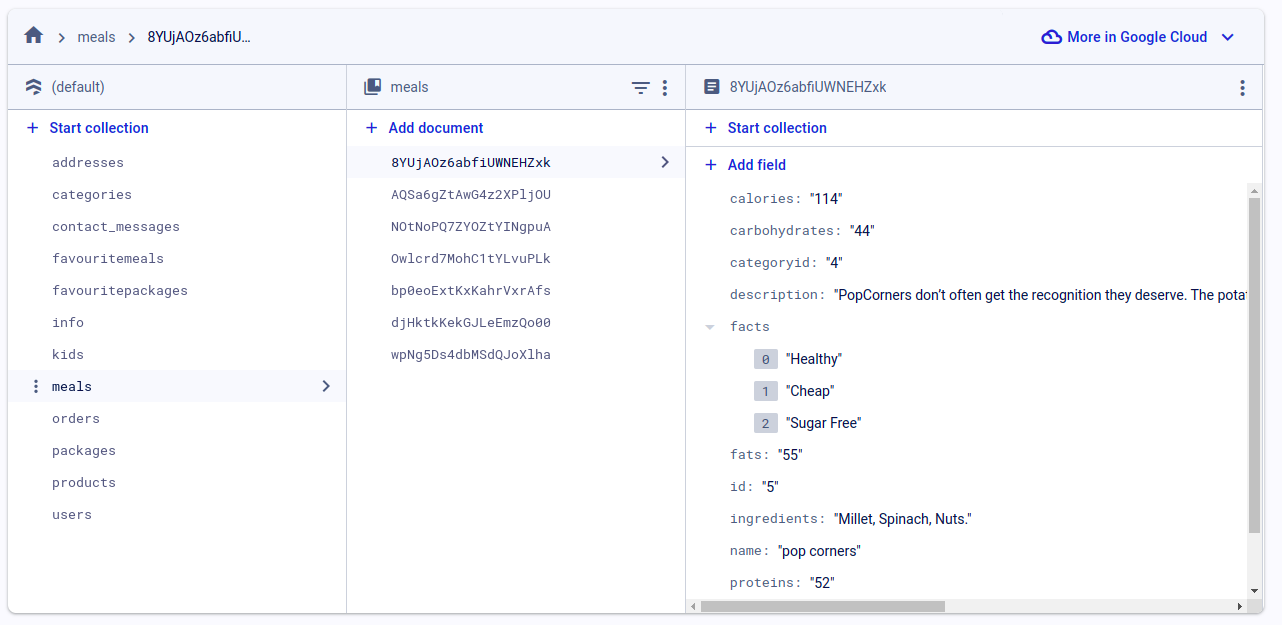 meals
8YUjAOz6abfiU...
More in Google Cloud
(default)
Start collection
addresses
categories
contact_messages
favouritemeals
favouritepackages
info
kids
meals
orders
packages
products
users
meals
Add document
8YUjAOz6abfiUWNEHZxk
AQSa6gZtAwG4z2XPljOU
NOtNoPQ7ZYOZtYINgpuA
Owlcrd7MohC1tYLvuPLk
bp0eoExtKxKahrVxrAfs
djHktkKekGJLeEmzQo00
wpNg5Ds4dbMSdQJoXlha
8YUjAOz6abfiUWNEHZxk
Start collection
Add field
calories: "114"
carbohydrates: "44"
categoryid: "4"
description: "PopCorners don’t often get the recognition they deserve. The potat
facts
0 "Healthy"
1 "Cheap"
2 "Sugar Free"
fats: "55"
id: "5"
ingredients: "Millet, Spinach, Nuts."
name: "pop corners"
proteins: "52"